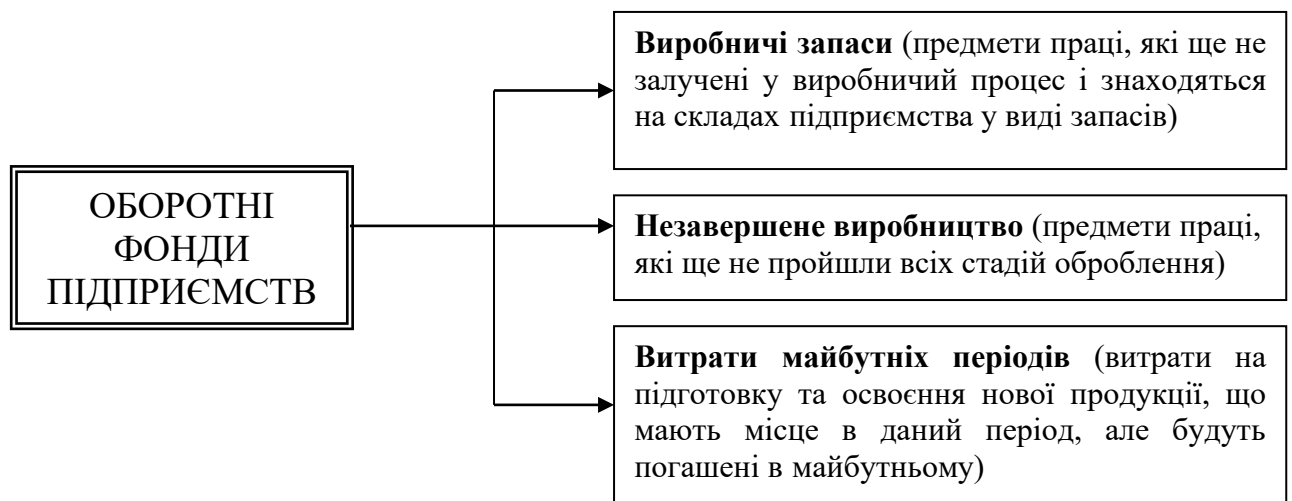 Виробничі запаси (предмети праці, які ще не
залучені у виробничий процес і знаходяться
на складах підприємства у виді запасів)
ОБОРОТНІ
ФОНДИ
ПІДПРИЄМСТВ
Незавершене виробництво (предмети праці,
які ще не пройшли всіх стадій оброблення)
Витрати майбутніх періодів (витрати на
підготовку та освоєння нової продукції, що
мають місце в даний період, але будуть
погашені в майбутньому)